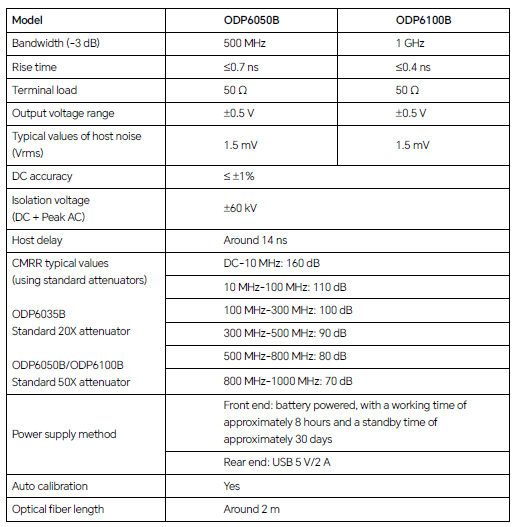 Model ODP6050B ODP6100B
Bandwidth (-3 dB) 500 MHz 1 GHz
Rise time ≤0.7 ns ≤0.4 ns
Terminal load 50 Ω 50 Ω
Output voltage range ±0.5 V ±0.5 V
Typical values of host noise
(Vrms) 1.5 mV 1.5 mV
DC accuracy ≤ ±1%
Isolation voltage
(DC + Peak AC) ±60 kV
Host delay Around 14 ns
CMRR typical values
(using standard attenuators)
ODP6035B
Standard 20X attenuator
ODP6050B/ODP6100B
Standard 50X attenuator
DC-10 MHz: 160 dB
10 MHz-100 MHz: 110 dB
100 MHz-300 MHz: 100 dB
300 MHz-500 MHz: 90 dB
500 MHz-800 MHz: 80 dB
800 MHz-1000 MHz: 70 dB
Power supply method
Front end: battery powered, with a working time of
approximately 8 hours and a standby time of
approximately 30 days
Rear end: USB 5 V/2 A
Auto calibration Yes
Optical fiber length Around 2 m